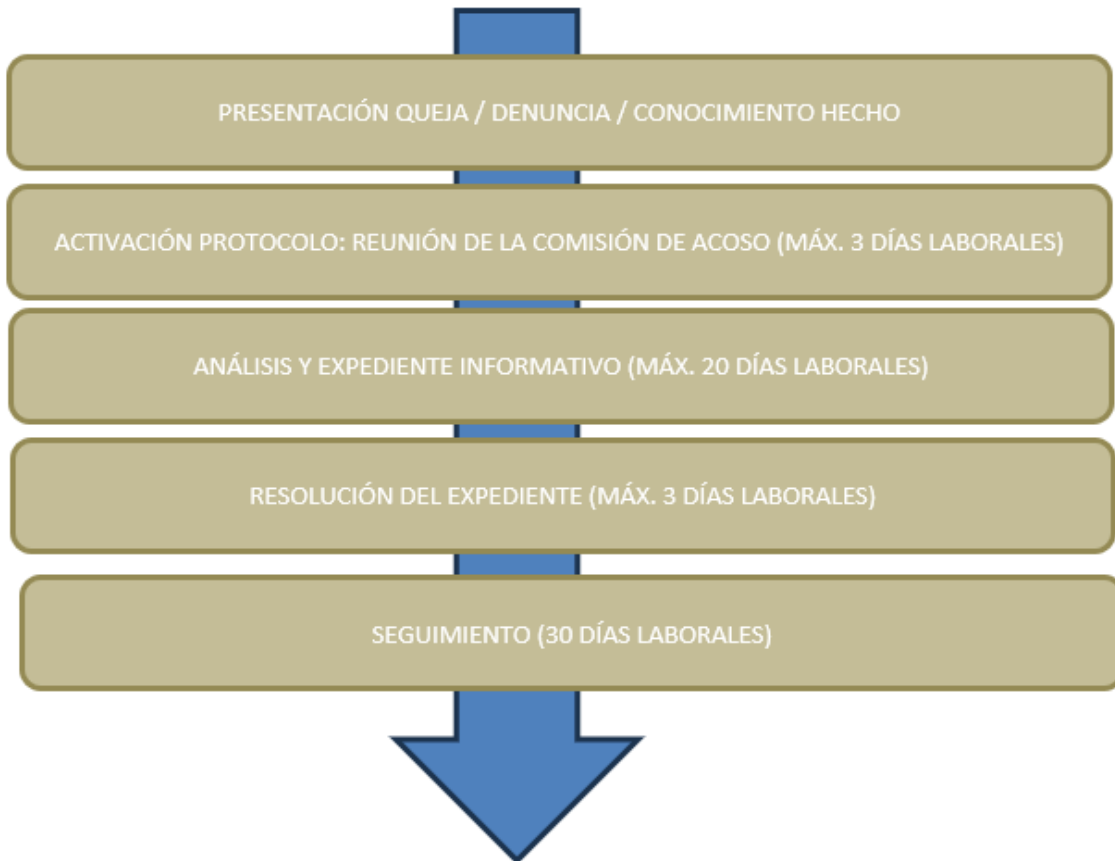 PRESENTACIÓN QUEJA / DENUNCIA / CONOCIMIENTO HECHO
ACTIVACIÓN PROTOCOLO: REUNIÓN DE LA COMISIÓN DE ACOSO (MÁX. 3 DÍAS LABORALES)
ANÁLISIS Y EXPEDIENTE INFORMATIVO (MÁX. 20 DÍAS LABORALES)
RESOLUCIÓN DEL EXPEDIENTE (MÁX. 3 DÍAS LABORALES)
SEGUIMIENTO (30 DÍAS LABORALES)